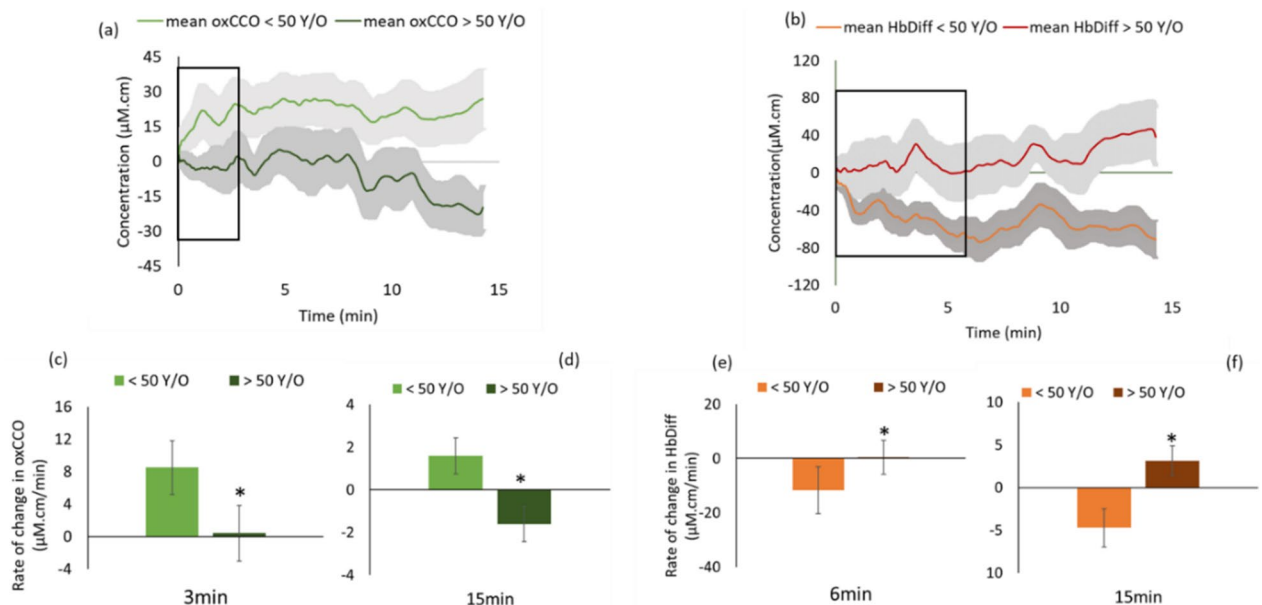 mean oxCCO < 50 Y/O mean oxCCO > 50 Y/O
(a)
45
30
15
0
-15
-30
-45
Concentration (µM.cm)
0 5 10 15
Time (min)
(b)
mean HbDiff < 50 Y/O mean HbDiff > 50 Y/O
120
80
40
0
-40
-80
-120
Concentration(µM.cm)
0 5 10 15
Time (min)
(c)
< 50 Y/O > 50 Y/O
16
12
8
4
0
-4
Rate of change in oxCCO
(µM.cm/min)
*
3min
(d)
< 50 Y/O > 50 Y/O
4
2
0
-2
-4
*
15min
(e)
< 50 Y/O > 50 Y/O
20
0
-20
-40
Rate of change in HbDiff
(µM.cm/min)
*
6min
(f)
< 50 Y/O > 50 Y/O
10
5
0
-5
10
*
15min